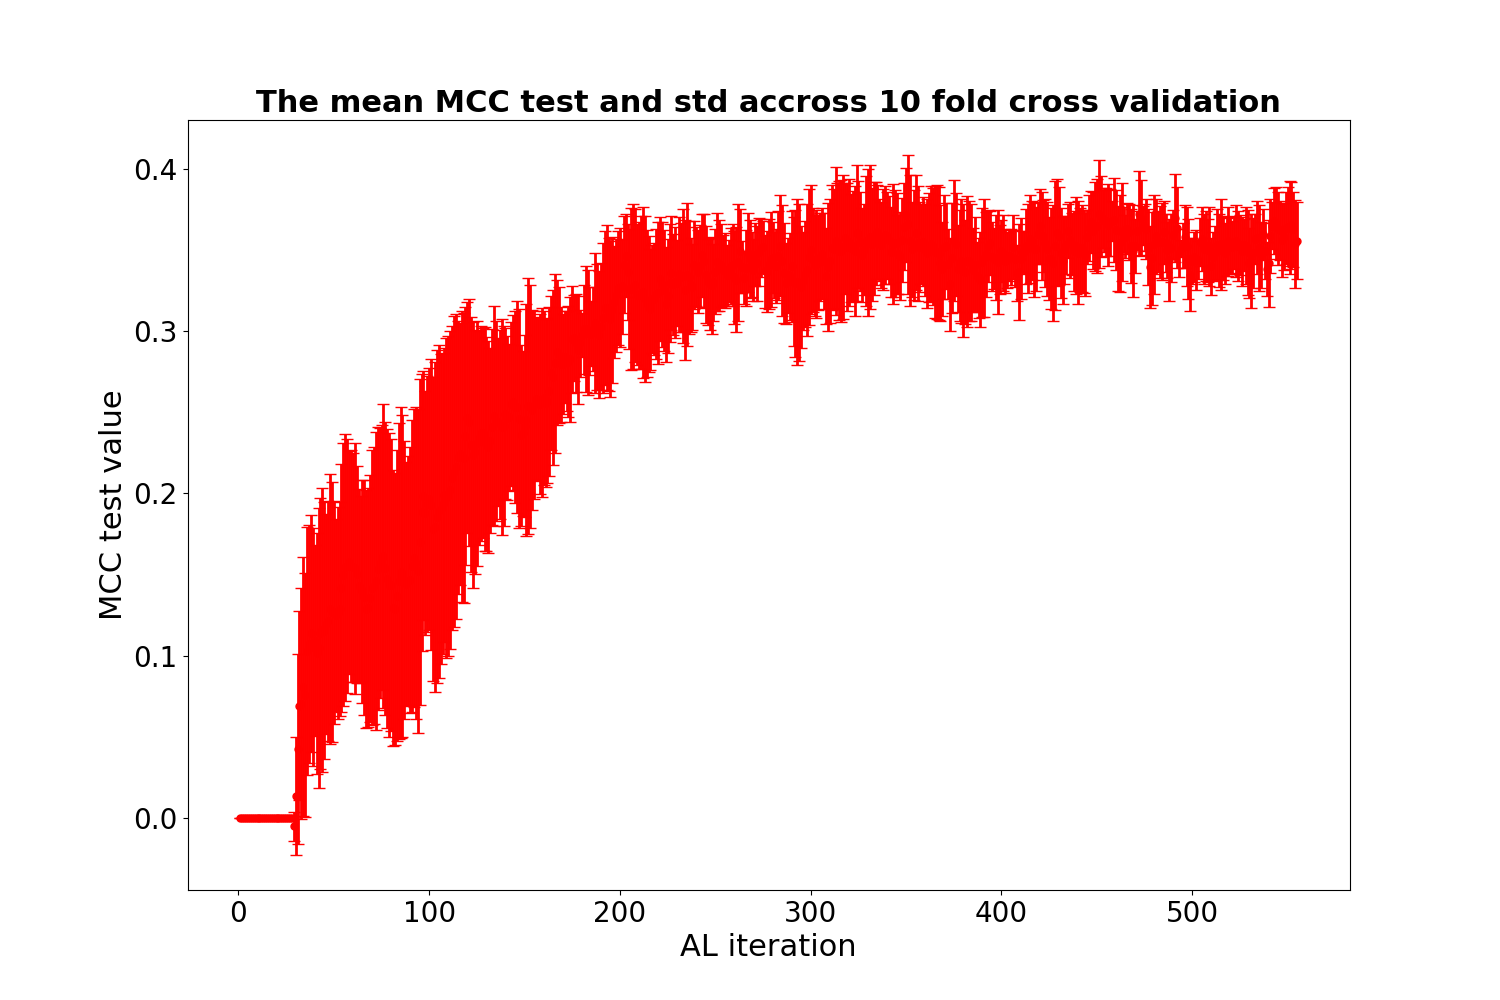 The mean MCC test and std accross 10 fold cross validation
0.4
0.3
0.2
0.1
0.0
MCC test value
0 100 200 300 400 500
AL iteration